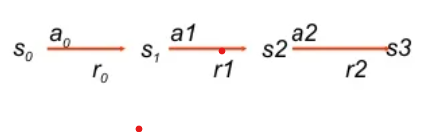 s₀ a₀ s₁ a1 s2 a2 s3
r₀ r1 r2